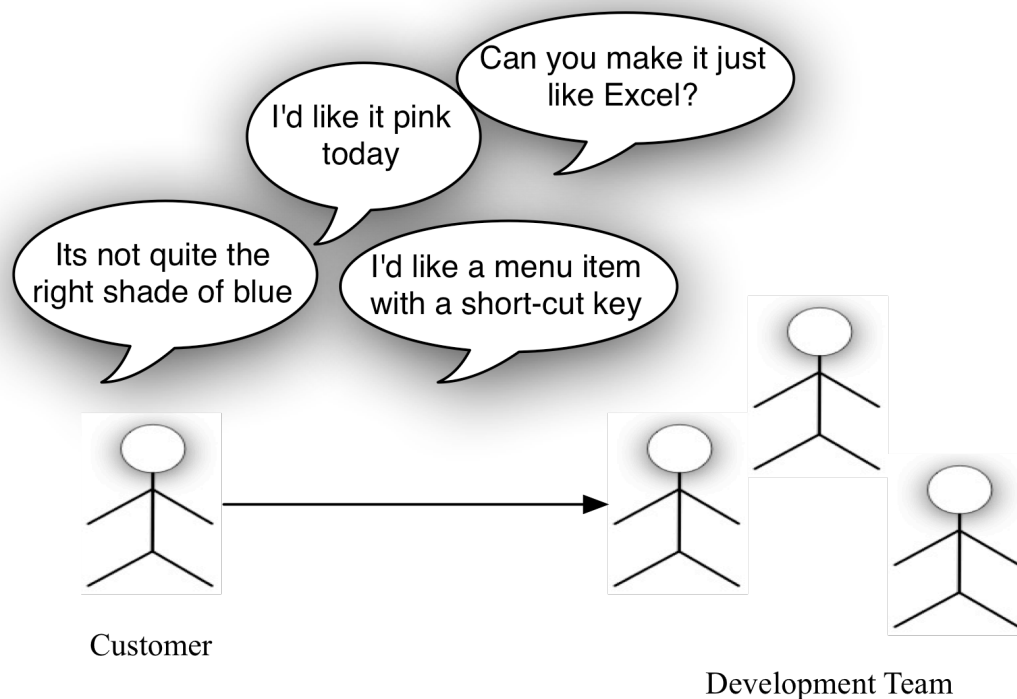 Can you make it just
like Excel?
I'd like it pink
today
Its not quite the
right shade of blue
I'd like a menu item
with a short-cut key
Customer
Development Team